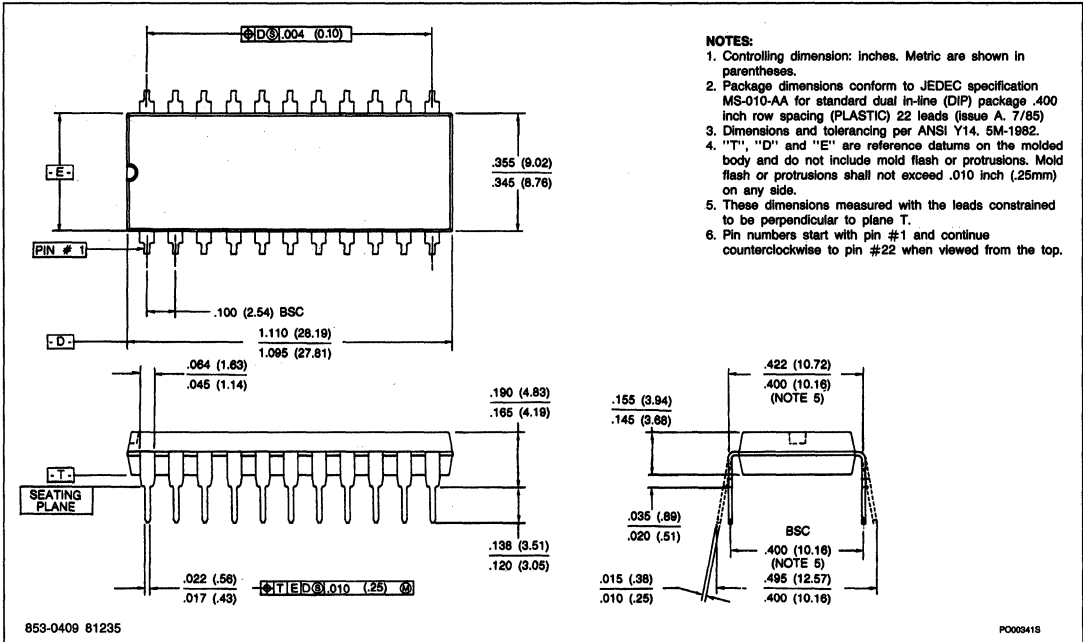 ⌖ D Ⓢ .004 (0.10)
NOTES:
1. Controlling dimension: inches. Metric are shown in
parentheses.
2. Package dimensions conform to JEDEC specification
MS-010-AA for standard dual in-line (DIP) package .400
inch row spacing (PLASTIC) 22 leads (issue A. 7/85)
3. Dimensions and tolerancing per ANSI Y14. 5M-1982.
4. "T", "D" and "E" are reference datums on the molded
body and do not include mold flash or protrusions. Mold
flash or protrusions shall not exceed .010 inch (.25mm)
on any side.
5. These dimensions measured with the leads constrained
to be perpendicular to plane T.
6. Pin numbers start with pin #1 and continue
counterclockwise to pin #22 when viewed from the top.
- E -
.355 (9.02)
.345 (8.76)
PIN # 1
.100 (2.54) BSC
- D -
1.110 (28.19)
1.095 (27.81)
.064 (1.63)
.045 (1.14)
.190 (4.83)
.165 (4.19)
- T -
SEATING
PLANE
.138 (3.51)
.120 (3.05)
.022 (.56)
.017 (.43)
⌖ T E D Ⓢ .010 (.25) Ⓜ
.422 (10.72)
.400 (10.16)
(NOTE 5)
.155 (3.94)
.145 (3.68)
.035 (.89)
.020 (.51)
BSC
.400 (10.16)
(NOTE 5)
.495 (12.57)
.400 (10.16)
.015 (.38)
.010 (.25)
853-0409 81235
PO00341S